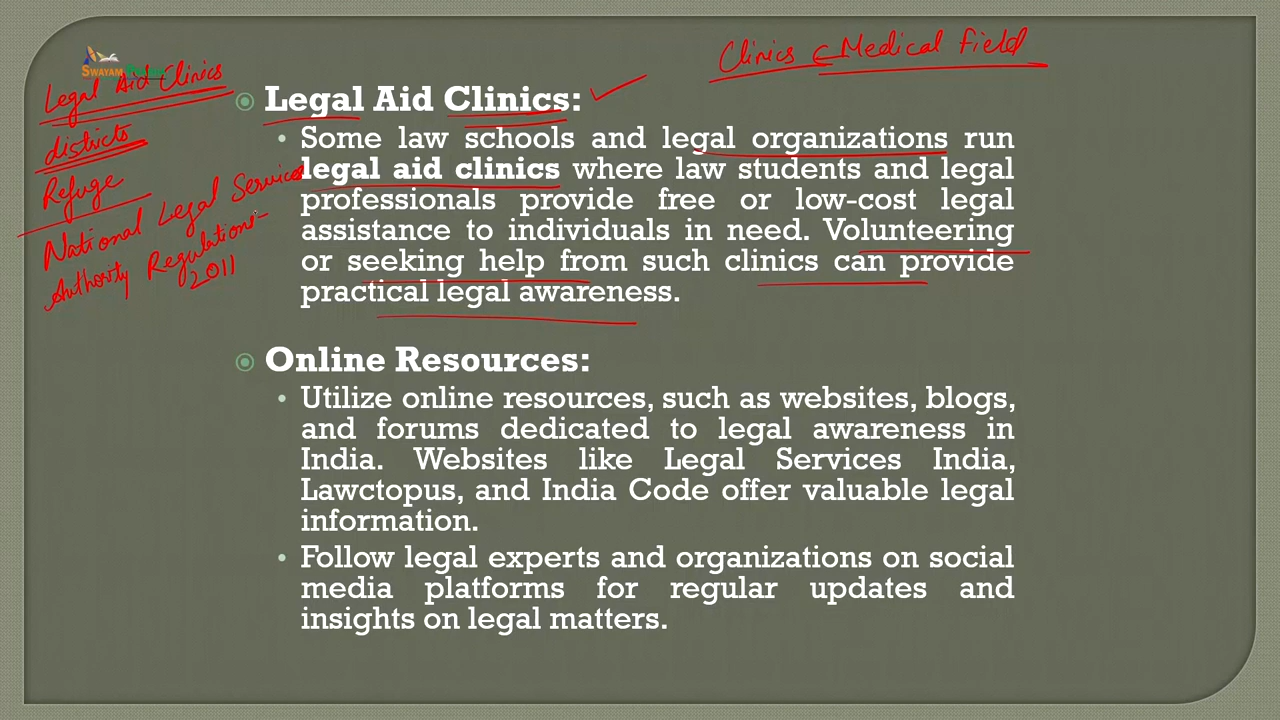 Clinics ⊂ Medical field
SWAYAM
Legal Aid Clinics
districts
Refuge
National Legal Services
Authority Regulations
2011
Legal Aid Clinics:
• Some law schools and legal organizations run
legal aid clinics where law students and legal
professionals provide free or low-cost legal
assistance to individuals in need. Volunteering
or seeking help from such clinics can provide
practical legal awareness.
Online Resources:
• Utilize online resources, such as websites, blogs,
and forums dedicated to legal awareness in
India. Websites like Legal Services India,
Lawctopus, and India Code offer valuable legal
information.
• Follow legal experts and organizations on social
media platforms for regular updates and
insights on legal matters.